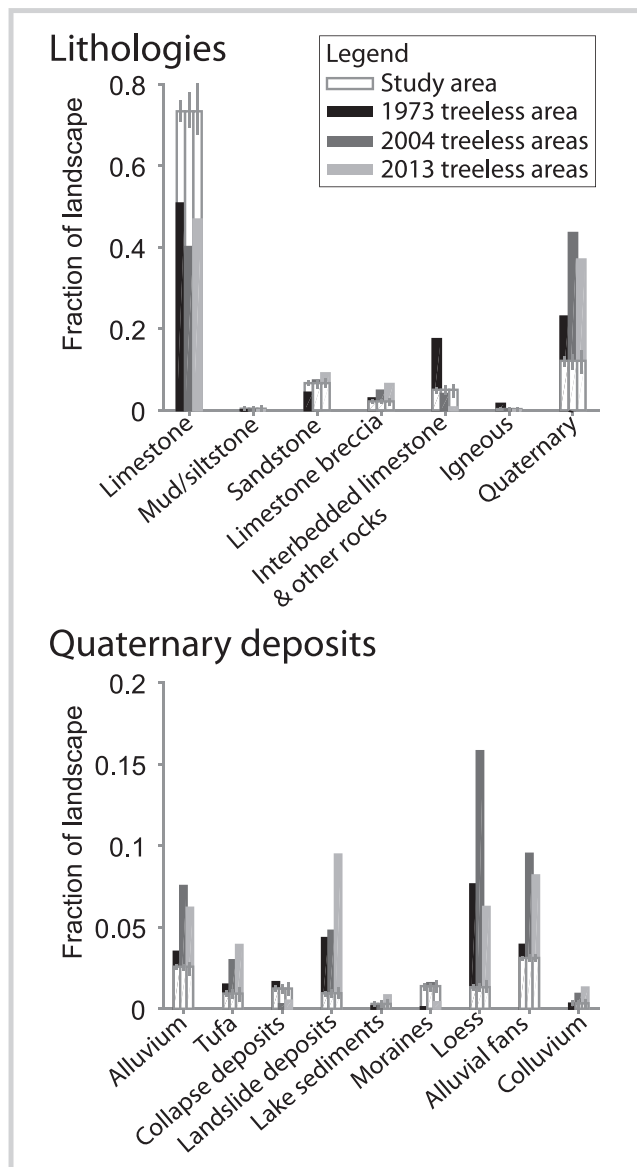 Lithologies
Legend
Study area
1973 treeless area
2004 treeless areas
2013 treeless areas
Fraction of landscape
0.8
0.6
0.4
0.2
0
Limestone
Mud/siltstone
Sandstone
Limestone breccia
Interbedded limestone
& other rocks
Igneous
Quaternary
Quaternary deposits
Fraction of landscape
0.2
0.15
0.1
0.05
0
Alluvium
Tufa
Collapse deposits
Landslide deposits
Lake sediments
Moraines
Loess
Alluvial fans
Colluvium